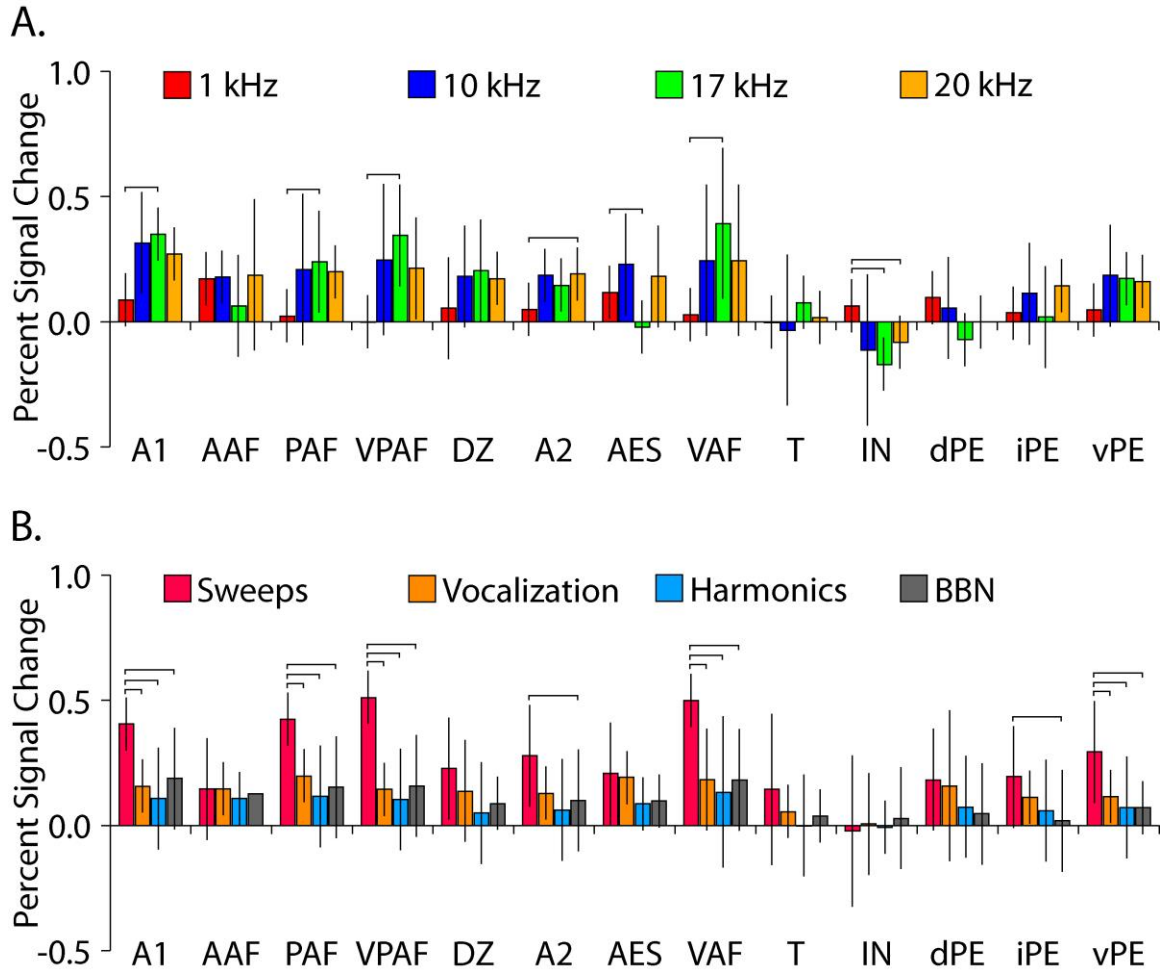 A.
1.0
1 kHz 10 kHz 17 kHz 20 kHz
Percent Signal Change
0.5
0.0
-0.5
A1 AAF PAF VPAF DZ A2 AES VAF T IN dPE iPE vPE
B.
1.0
Sweeps Vocalization Harmonics BBN
Percent Signal Change
0.5
0.0
-0.5
A1 AAF PAF VPAF DZ A2 AES VAF T IN dPE iPE vPE